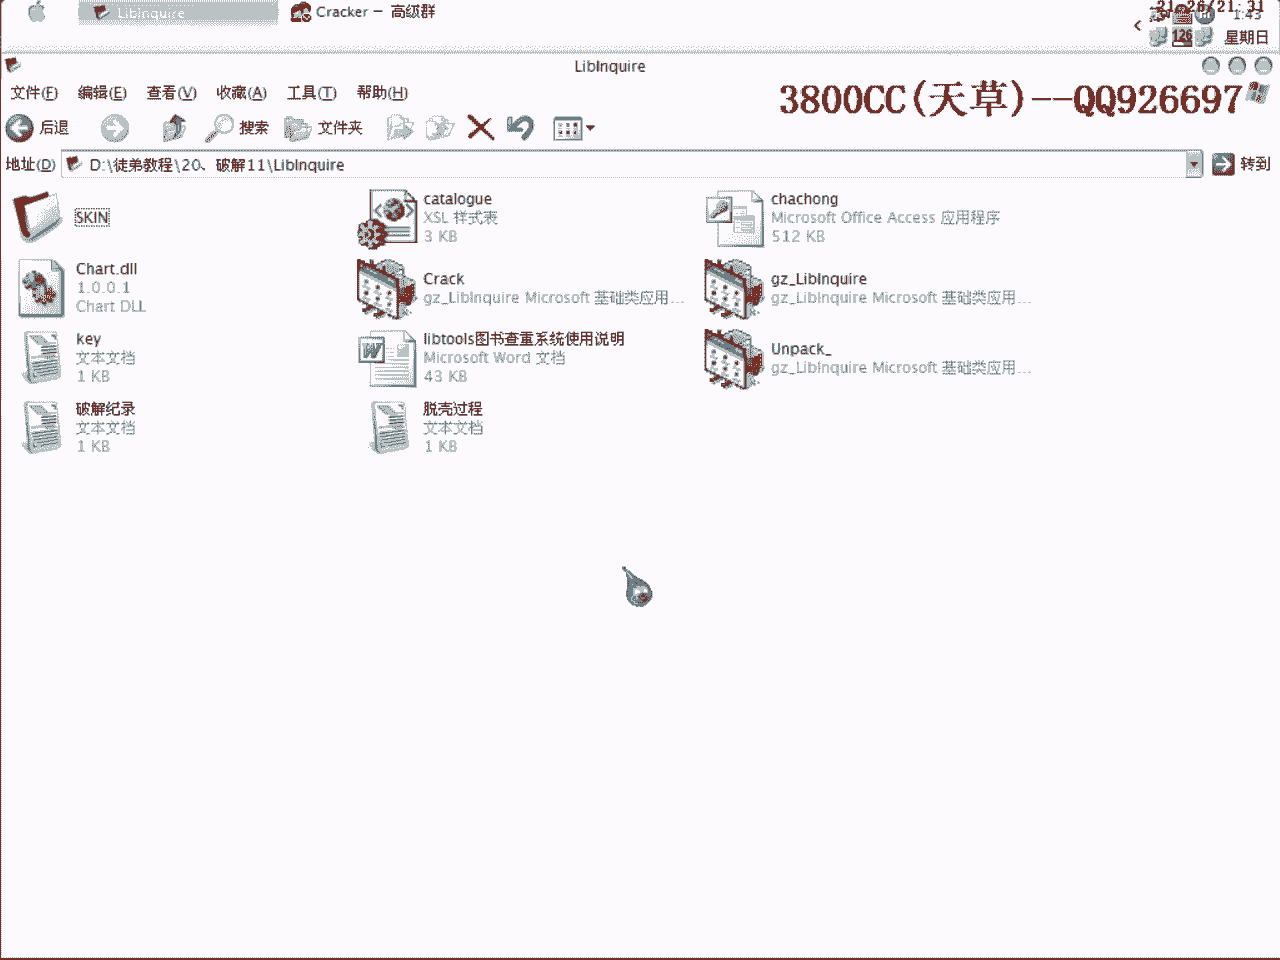 LibInquire
Cracker - 高级群
-21:26/21:31
1:43
126
星期日
LibInquire
文件(F) 编辑(E) 查看(V) 收藏(A) 工具(T) 帮助(H)
3800CC(天草)--QQ926697
后退 搜索 文件夹
地址(D) D:\徒弟教程\20、破解11\LibInquire 转到
SKIN
catalogue
XSL 样式表
3 KB
chachong
Microsoft Office Access 应用程序
512 KB
Chart.dll
1.0.0.1
Chart DLL
Crack
gz_LibInquire Microsoft 基础类应用...
gz_LibInquire
gz_LibInquire Microsoft 基础类应用...
key
文本文档
1 KB
libtools图书查重系统使用说明
Microsoft Word 文档
43 KB
Unpack_
gz_LibInquire Microsoft 基础类应用...
破解纪录
文本文档
1 KB
脱壳过程
文本文档
1 KB